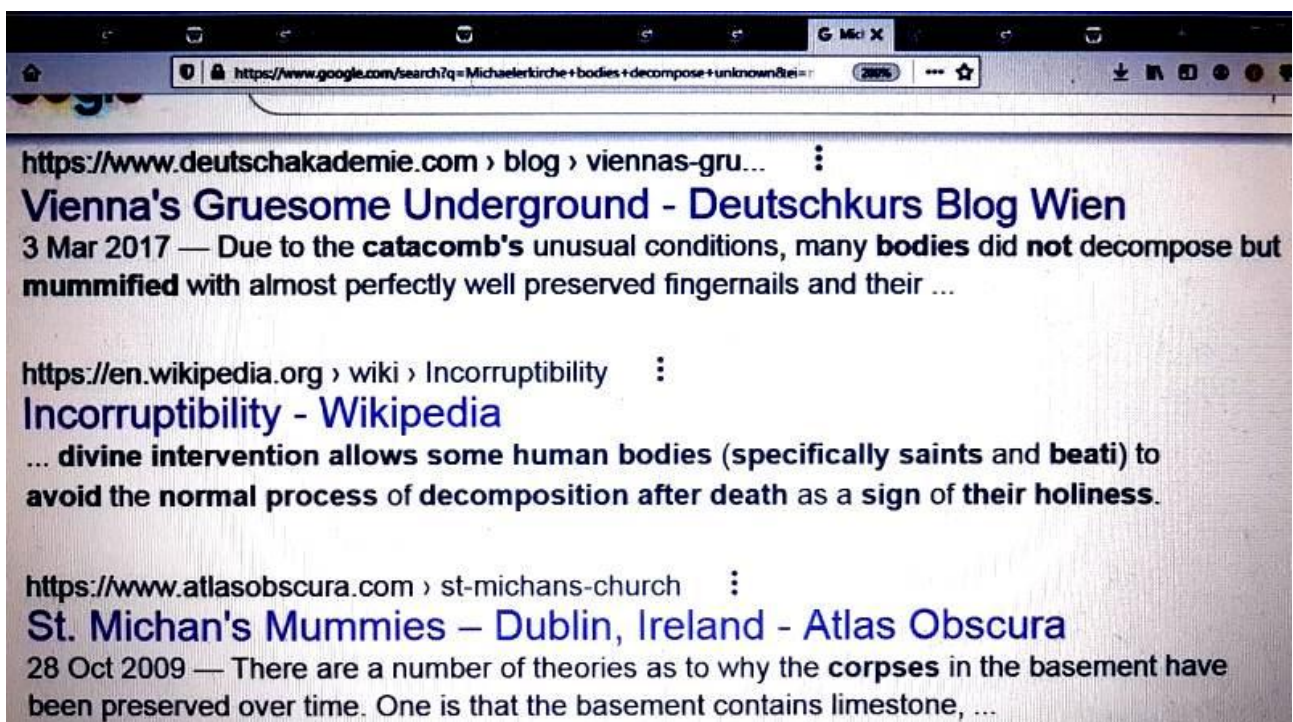 G Mici X
https://www.google.com/search?q=Michaelerkirche+bodies+decompose+unknown&ei=r 200% ···
https://www.deutschakademie.com › blog › viennas-gru... ⋮
Vienna's Gruesome Underground - Deutschkurs Blog Wien
3 Mar 2017 — Due to the catacomb's unusual conditions, many bodies did not decompose but
mummified with almost perfectly well preserved fingernails and their ...
https://en.wikipedia.org › wiki › Incorruptibility ⋮
Incorruptibility - Wikipedia
... divine intervention allows some human bodies (specifically saints and beati) to
avoid the normal process of decomposition after death as a sign of their holiness.
https://www.atlasobscura.com › st-michans-church ⋮
St. Michan's Mummies – Dublin, Ireland - Atlas Obscura
28 Oct 2009 — There are a number of theories as to why the corpses in the basement have
been preserved over time. One is that the basement contains limestone, ...